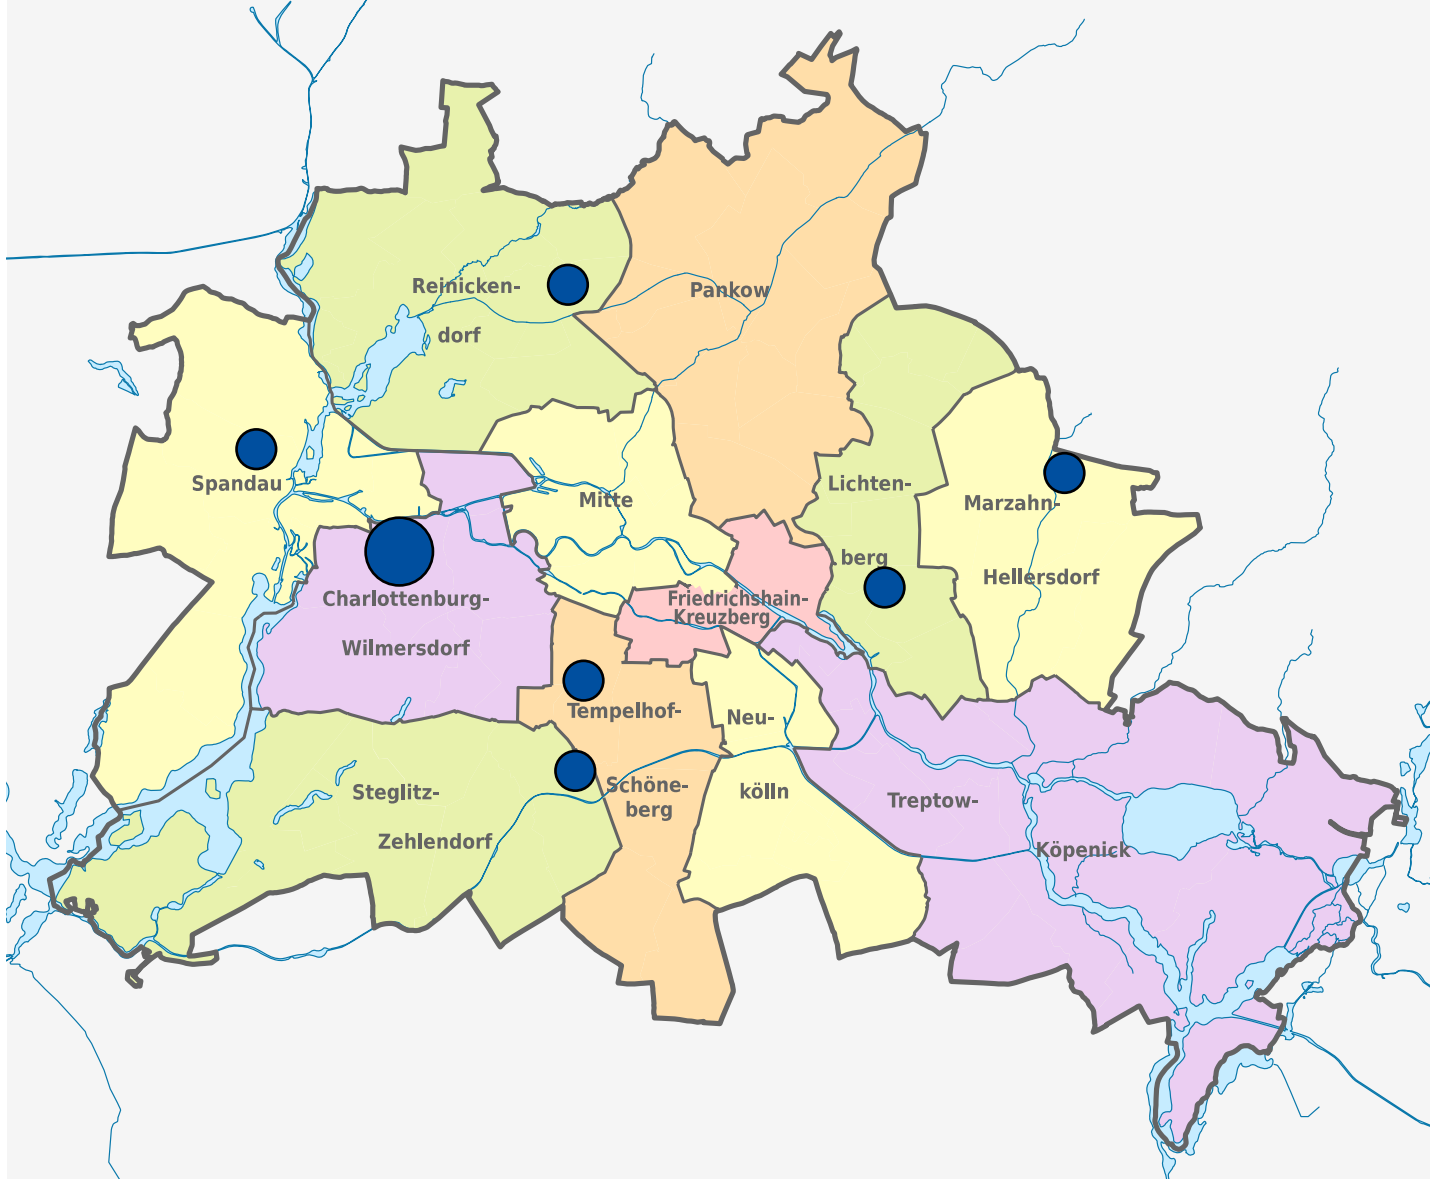 Reinicken-
dorf
Pankow
Spandau
Mitte
Lichten-
berg
Marzahn-
Hellersdorf
Charlottenburg-
Wilmersdorf
Friedrichshain-
Kreuzberg
Tempelhof-
Schöne-
berg
Neu-
kölln
Steglitz-
Zehlendorf
Treptow-
Köpenick